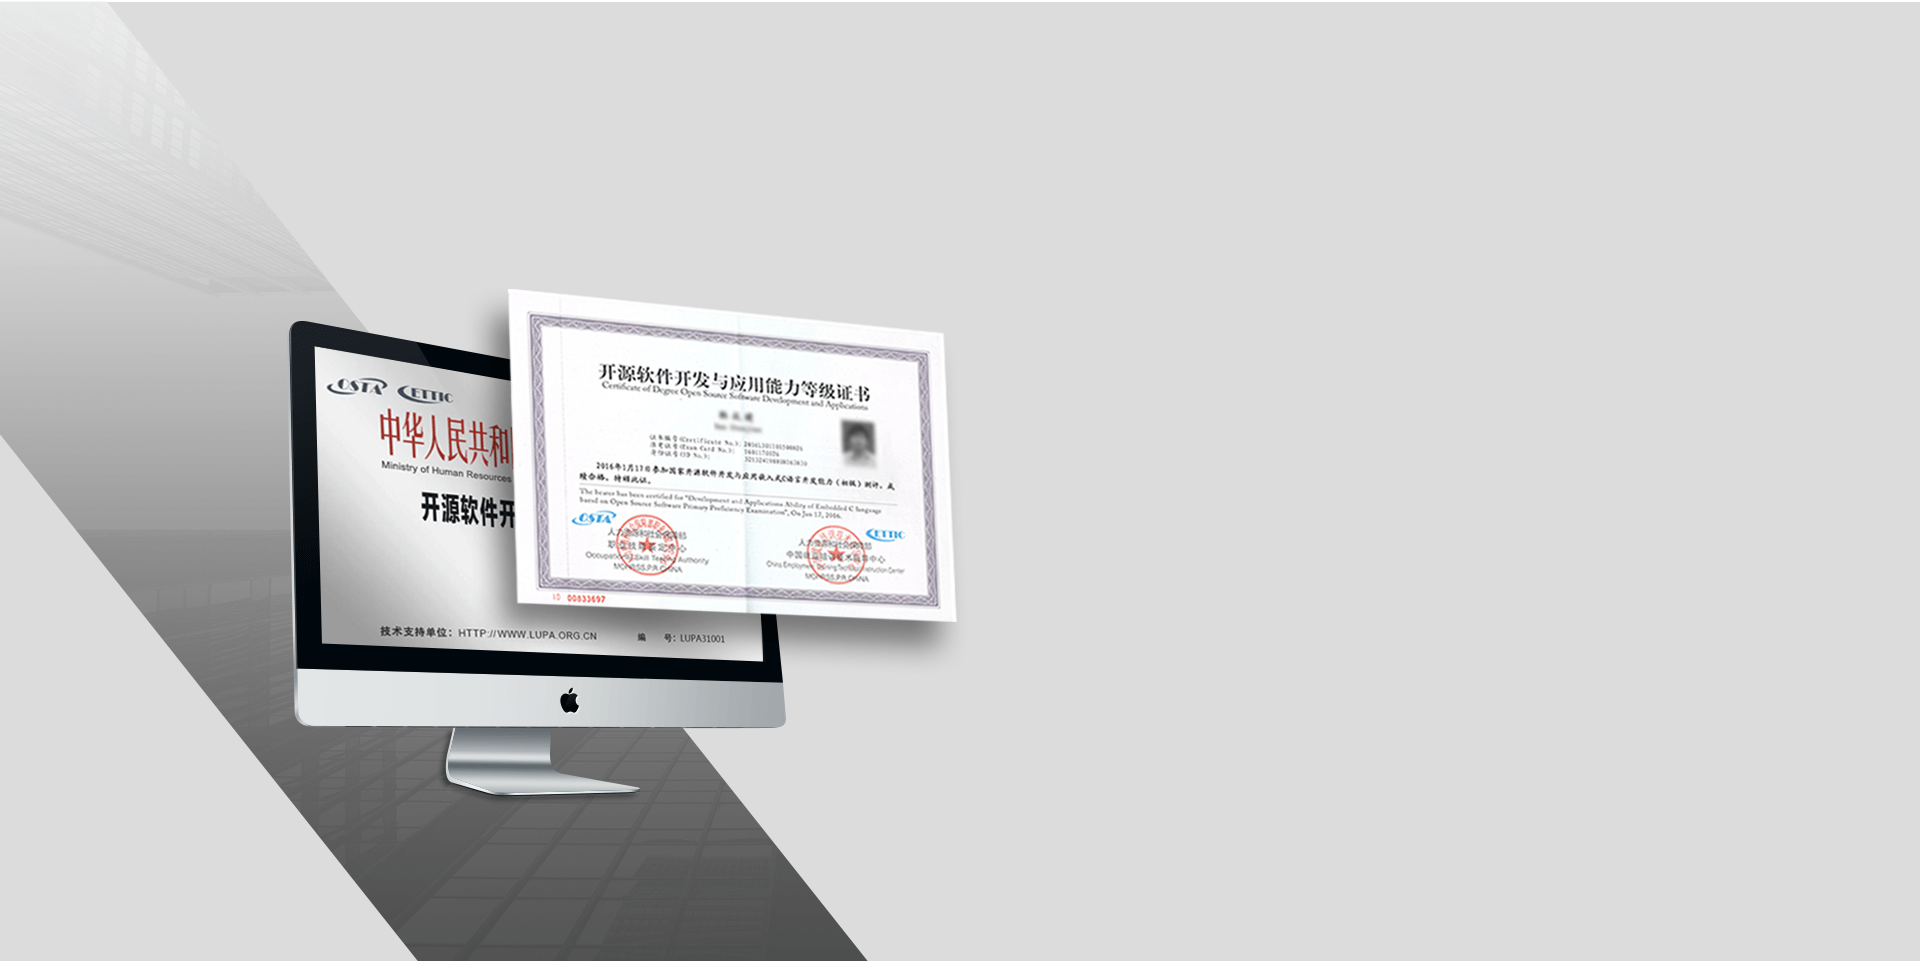 OSTA CETTIC
中华人民共和
Ministry of Human Resources
开源软件开
技术支持单位：HTTP://WWW.LUPA.ORG.CN 编 号：LUPA31001
开源软件开发与应用能力等级证书
Certificate of Degree Open Source Software Development and Applications
证书编号(Certificate No.):
准考证号(Exam Card No.):
身份证号(ID No.):
2016年1月17日参加国家开源软件开发与应用嵌入式C语言开发能力（初级）测评，成
绩合格。特颁此证。
The bearer has been certified for "Development and Applications Ability of Embedded C language
based on Open Source Software Primary Proficiency Examination", On Jan 17, 2016.
OSTA
CETTIC
人力资源和社会保障部
职业技能鉴定中心
Occupational Skill Testing Authority
MOHRSS.P.R.CHINA
人力资源和社会保障部
中国就业培训技术指导中心
China Employment Training Technical Instruction Center
MOHRSS.P.R.CHINA
ID 00833697